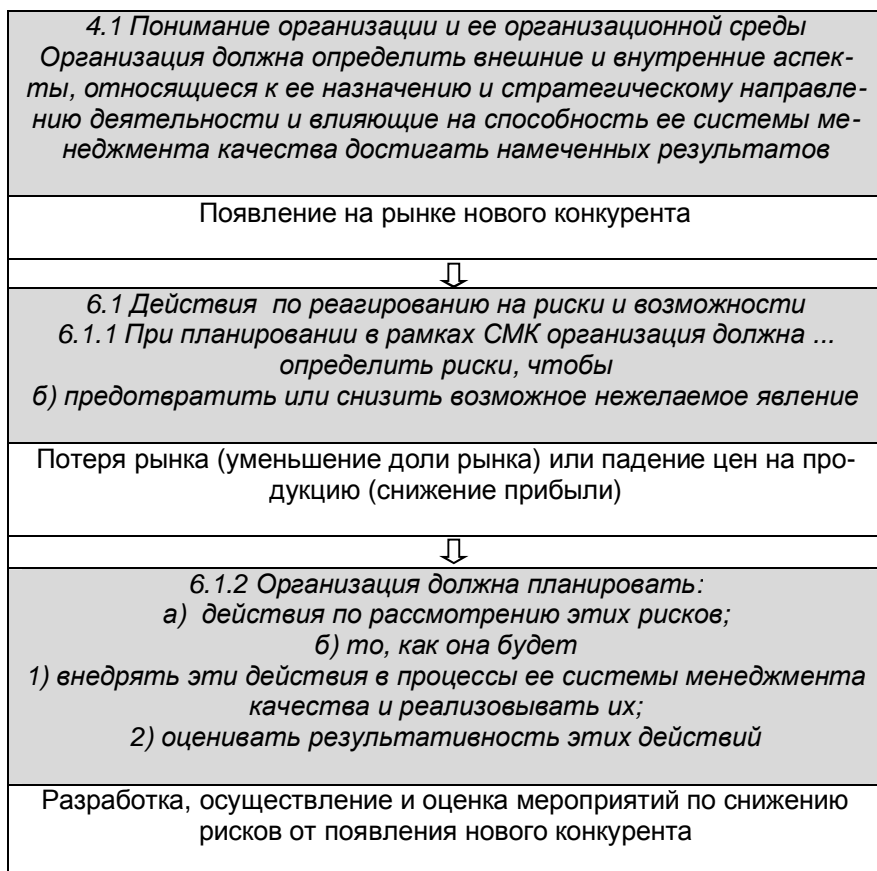 4.1 Понимание организации и ее организационной среды
Организация должна определить внешние и внутренние аспек-
ты, относящиеся к ее назначению и стратегическому направле-
нию деятельности и влияющие на способность ее системы ме-
неджмента качества достигать намеченных результатов
Появление на рынке нового конкурента
6.1 Действия по реагированию на риски и возможности
6.1.1 При планировании в рамках СМК организация должна ...
определить риски, чтобы
б) предотвратить или снизить возможное нежелаемое явление
Потеря рынка (уменьшение доли рынка) или падение цен на про-
дукцию (снижение прибыли)
6.1.2 Организация должна планировать:
а) действия по рассмотрению этих рисков;
б) то, как она будет
1) внедрять эти действия в процессы ее системы менеджмента
качества и реализовывать их;
2) оценивать результативность этих действий
Разработка, осуществление и оценка мероприятий по снижению
рисков от появления нового конкурента